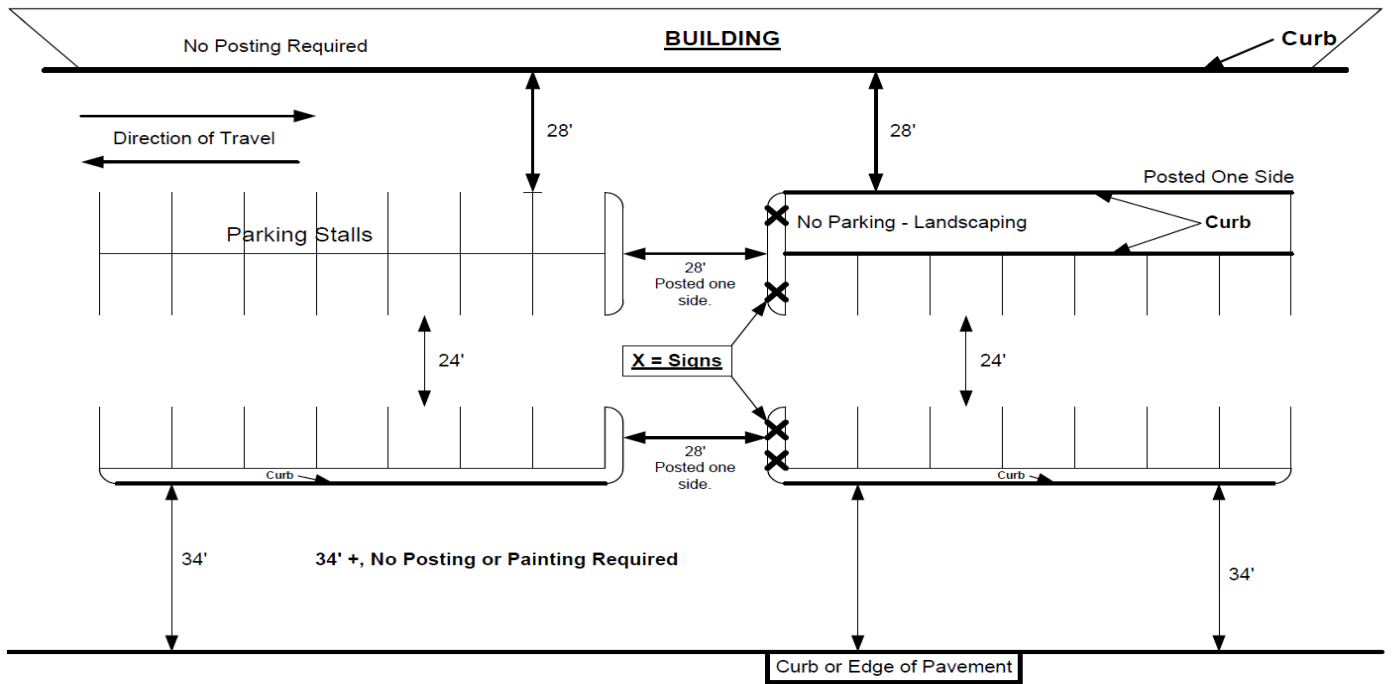 No Posting Required
BUILDING
Curb
Direction of Travel
28'
28'
Posted One Side
Parking Stalls
No Parking - Landscaping
Curb
28'
Posted one
side.
24'
X = Signs
24'
28'
Posted one
side.
Curb
Curb
34'
34' +, No Posting or Painting Required
34'
Curb or Edge of Pavement